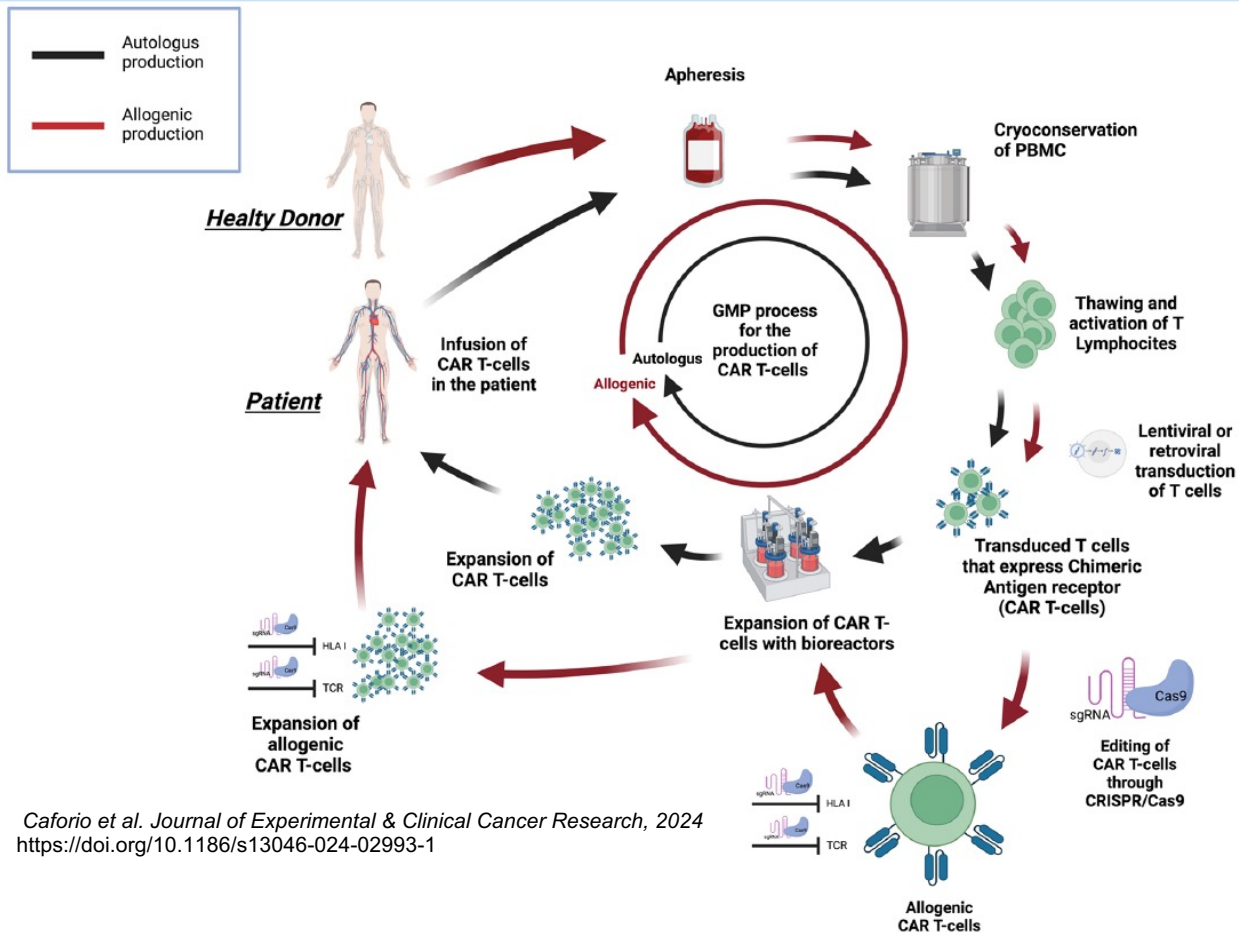 Autologus
production
Allogenic
production
Apheresis
Cryoconservation
of PBMC
Healty Donor
Thawing and
activation of T
Lymphocites
GMP process
for the
production of
CAR T-cells
Autologus
Allogenic
Infusion of
CAR T-cells
in the patient
Patient
Lentiviral or
retroviral
transduction
of T cells
Transduced T cells
that express Chimeric
Antigen receptor
(CAR T-cells)
Expansion of
CAR T-cells
Expansion of CAR T-
cells with bioreactors
sgRNA Cas9
HLA I
sgRNA Cas9
TCR
Expansion of
allogenic
CAR T-cells
sgRNA
Cas9
Editing of
CAR T-cells
through
CRISPR/Cas9
sgRNA Cas9
HLA I
sgRNA Cas9
TCR
Allogenic
CAR T-cells
Caforio et al. Journal of Experimental & Clinical Cancer Research, 2024
https://doi.org/10.1186/s13046-024-02993-1